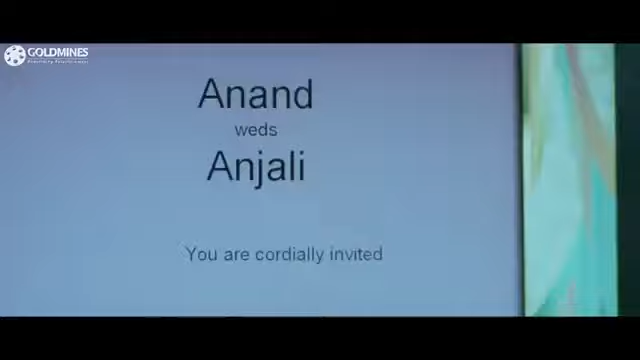 GOLDMINES
Anand
weds
Anjali
You are cordially invited